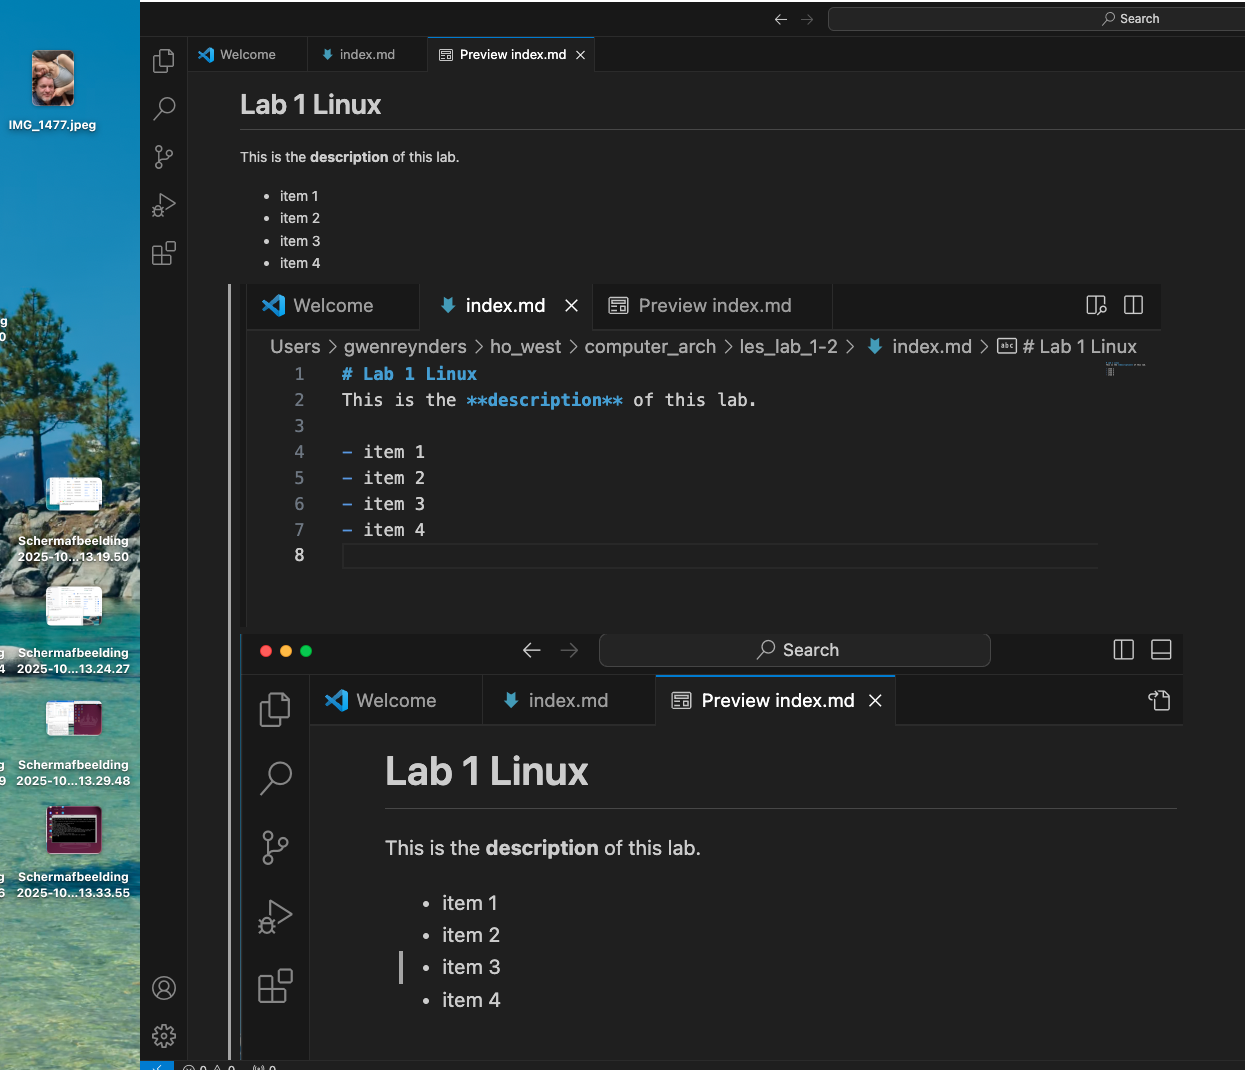 Search
Welcome
index.md
Preview index.md
IMG_1477.jpeg
Lab 1 Linux
This is the description of this lab.
• item 1
• item 2
• item 3
• item 4
Welcome
index.md
Preview index.md
Users > gwenreynders > ho_west > computer_arch > les_lab_1-2 > index.md > # Lab 1 Linux
1 # Lab 1 Linux
2 This is the **description** of this lab.
3
4 - item 1
5 - item 2
6 - item 3
7 - item 4
8
Search
Welcome
index.md
Preview index.md
Lab 1 Linux
This is the description of this lab.
• item 1
• item 2
• item 3
• item 4
g
0
Schermafbeelding
2025-10...13.19.50
Schermafbeelding
4 2025-10...13.24.27
g Schermafbeelding
9 2025-10...13.29.48
g Schermafbeelding
6 2025-10...13.33.55
0 0 0